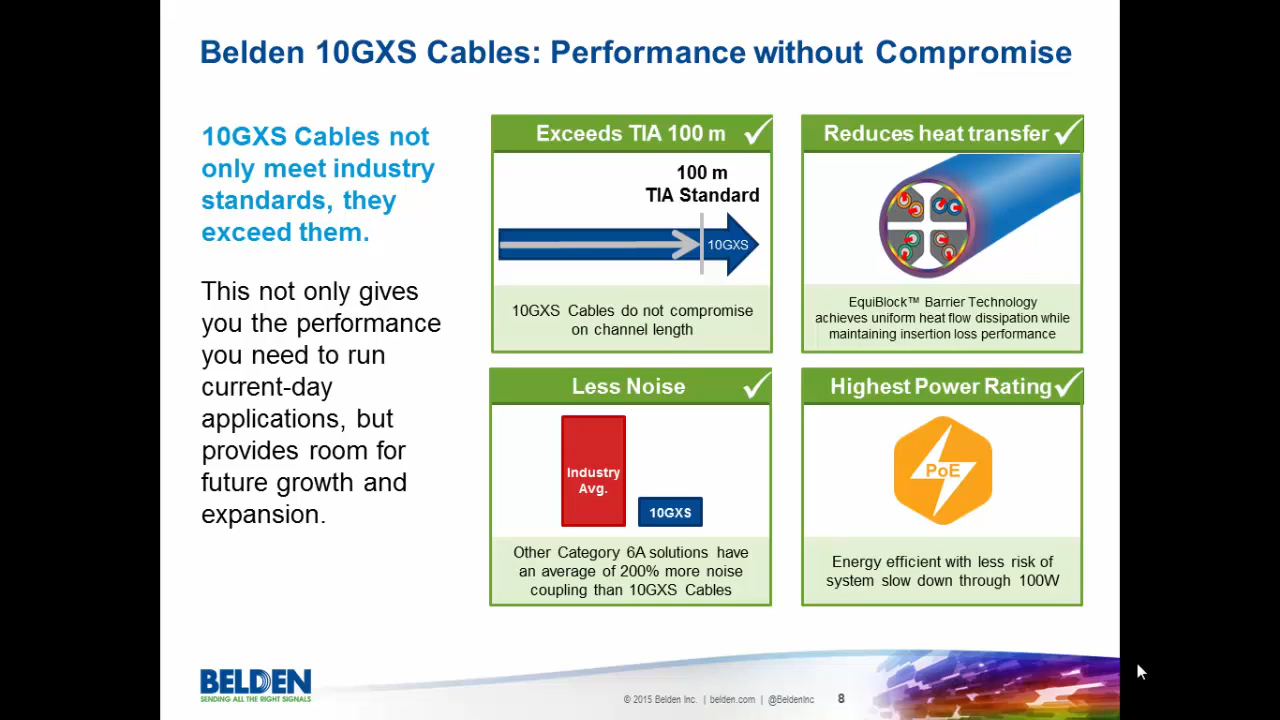 Belden 10GXS Cables: Performance without Compromise
10GXS Cables not
only meet industry
standards, they
exceed them.
This not only gives
you the performance
you need to run
current-day
applications, but
provides room for
future growth and
expansion.
Exceeds TIA 100 m
100 m
TIA Standard
10GXS
10GXS Cables do not compromise
on channel length
Reduces heat transfer
EquiBlock™ Barrier Technology
achieves uniform heat flow dissipation while
maintaining insertion loss performance
Less Noise
Industry
Avg.
10GXS
Other Category 6A solutions have
an average of 200% more noise
coupling than 10GXS Cables
Highest Power Rating
PoE
Energy efficient with less risk of
system slow down through 100W
BELDEN
SENDING ALL THE RIGHT SIGNALS
© 2015 Belden Inc. | belden.com | @BeldenInc 8